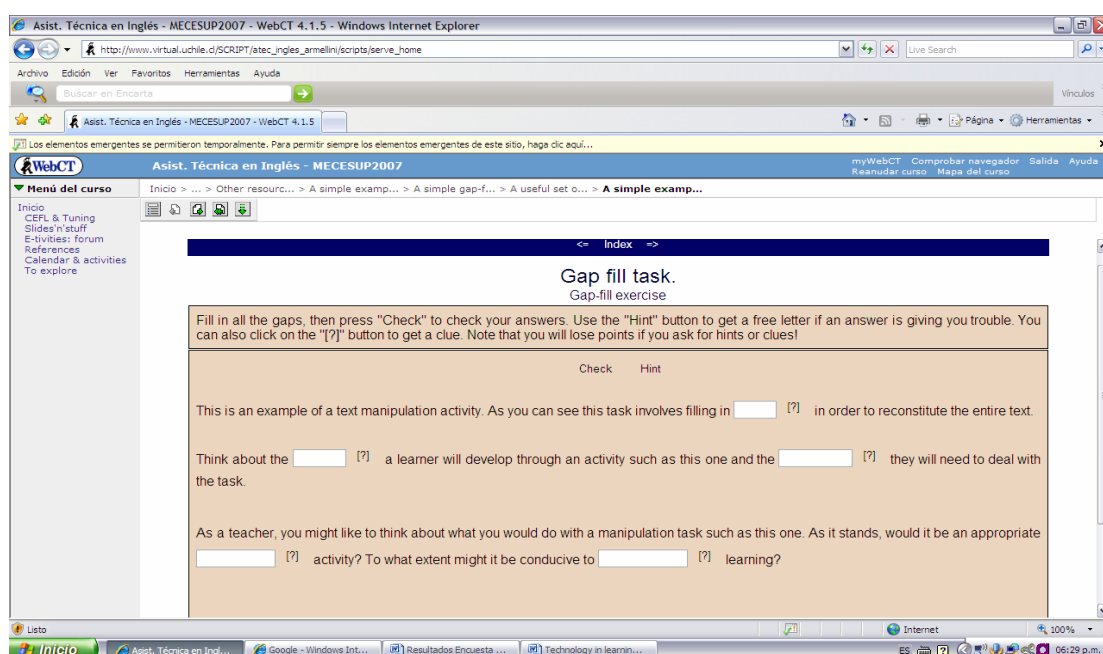 Asist. Técnica en Inglés - MECESUP2007 - WebCT 4.1.5 - Windows Internet Explorer
http://www.virtual.uchile.cl/SCRIPT/atec_ingles_armellini/scripts/serve_home
Live Search
Archivo Edición Ver Favoritos Herramientas Ayuda
Buscar en Encarta
Vínculos
Asist. Técnica en Inglés - MECESUP2007 - WebCT 4.1.5
Página Herramientas
Los elementos emergentes se permitieron temporalmente. Para permitir siempre los elementos emergentes de este sitio, haga clic aquí...
WebCT Asist. Técnica en Inglés - MECESUP2007
myWebCT Comprobar navegador Salida Ayuda
Reanudar curso Mapa del curso
Menú del curso
Inicio > ... > Other resourc... > A simple examp... > A simple gap-f... > A useful set o... > A simple examp...
Inicio
CEFL & Tuning
Slides'n'stuff
E-tivities: forum
References
Calendar & activities
To explore
<= Index =>
Gap fill task.
Gap-fill exercise
Fill in all the gaps, then press "Check" to check your answers. Use the "Hint" button to get a free letter if an answer is giving you trouble. You
can also click on the "[?]" button to get a clue. Note that you will lose points if you ask for hints or clues!
Check Hint
This is an example of a text manipulation activity. As you can see this task involves filling in [?] in order to reconstitute the entire text.
Think about the [?] a learner will develop through an activity such as this one and the [?] they will need to deal with
the task.
As a teacher, you might like to think about what you would do with a manipulation task such as this one. As it stands, would it be an appropriate
[?] activity? To what extent might it be conducive to [?] learning?
Listo
Internet
100%
Inicio
Asist. Técnica en Ingl...
Google - Windows Int...
Resultados Encuesta ...
Technology in learnin...
ES
06:29 p.m.